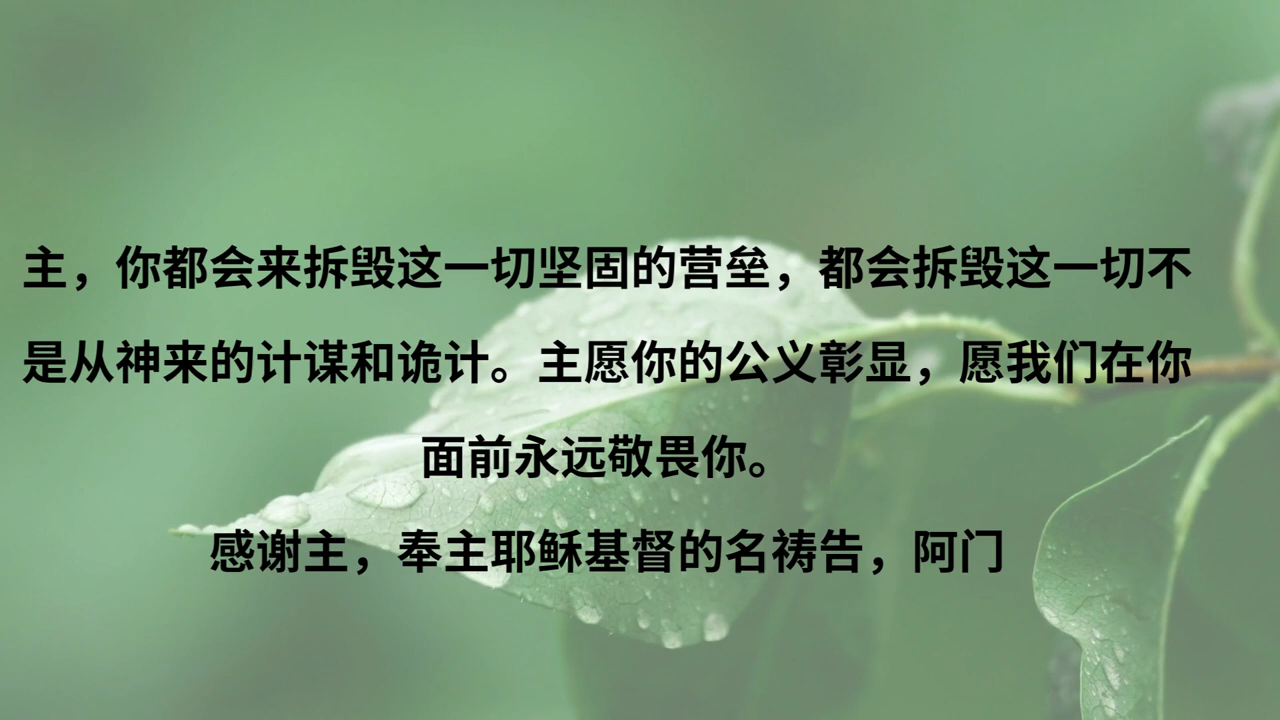 主，你都会来拆毁这一切坚固的营垒，都会拆毁这一切不
是从神来的计谋和诡计。主愿你的公义彰显，愿我们在你
面前永远敬畏你。
感谢主，奉主耶稣基督的名祷告，阿门